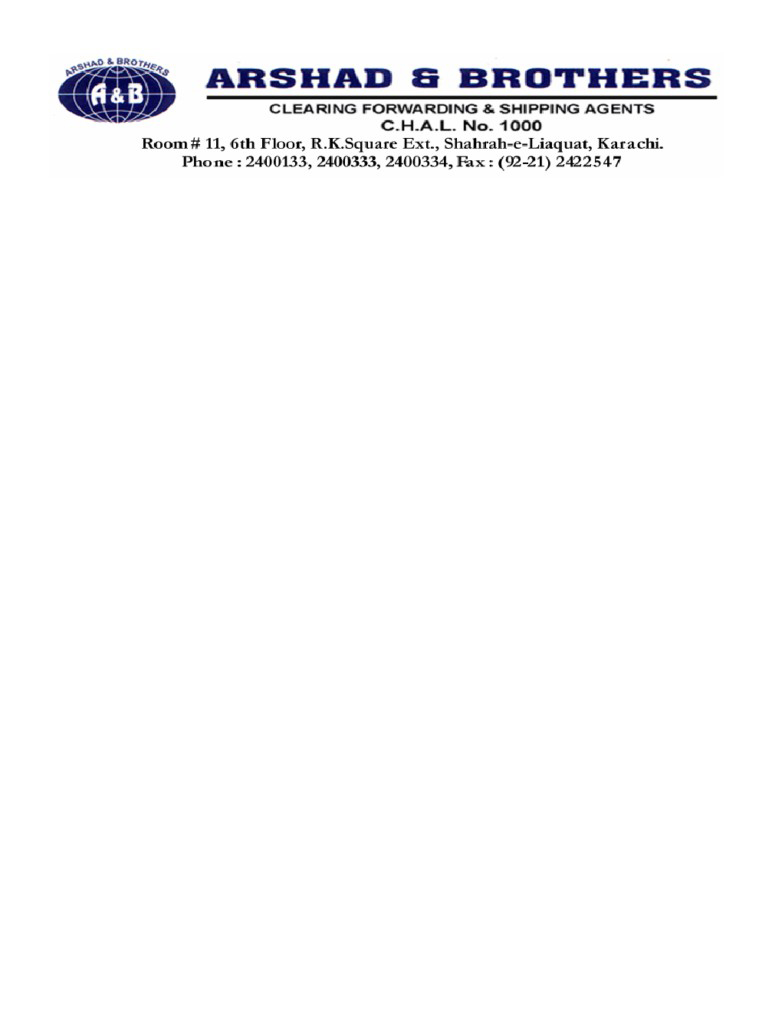 ARSHAD & BROTHERS
A&B
ARSHAD & BROTHERS
CLEARING FORWARDING & SHIPPING AGENTS
C.H.A.L. No. 1000
Room # 11, 6th Floor, R.K.Square Ext., Shahrah-e-Liaquat, Karachi.
Phone : 2400133, 2400333, 2400334, Fax : (92-21) 2422547